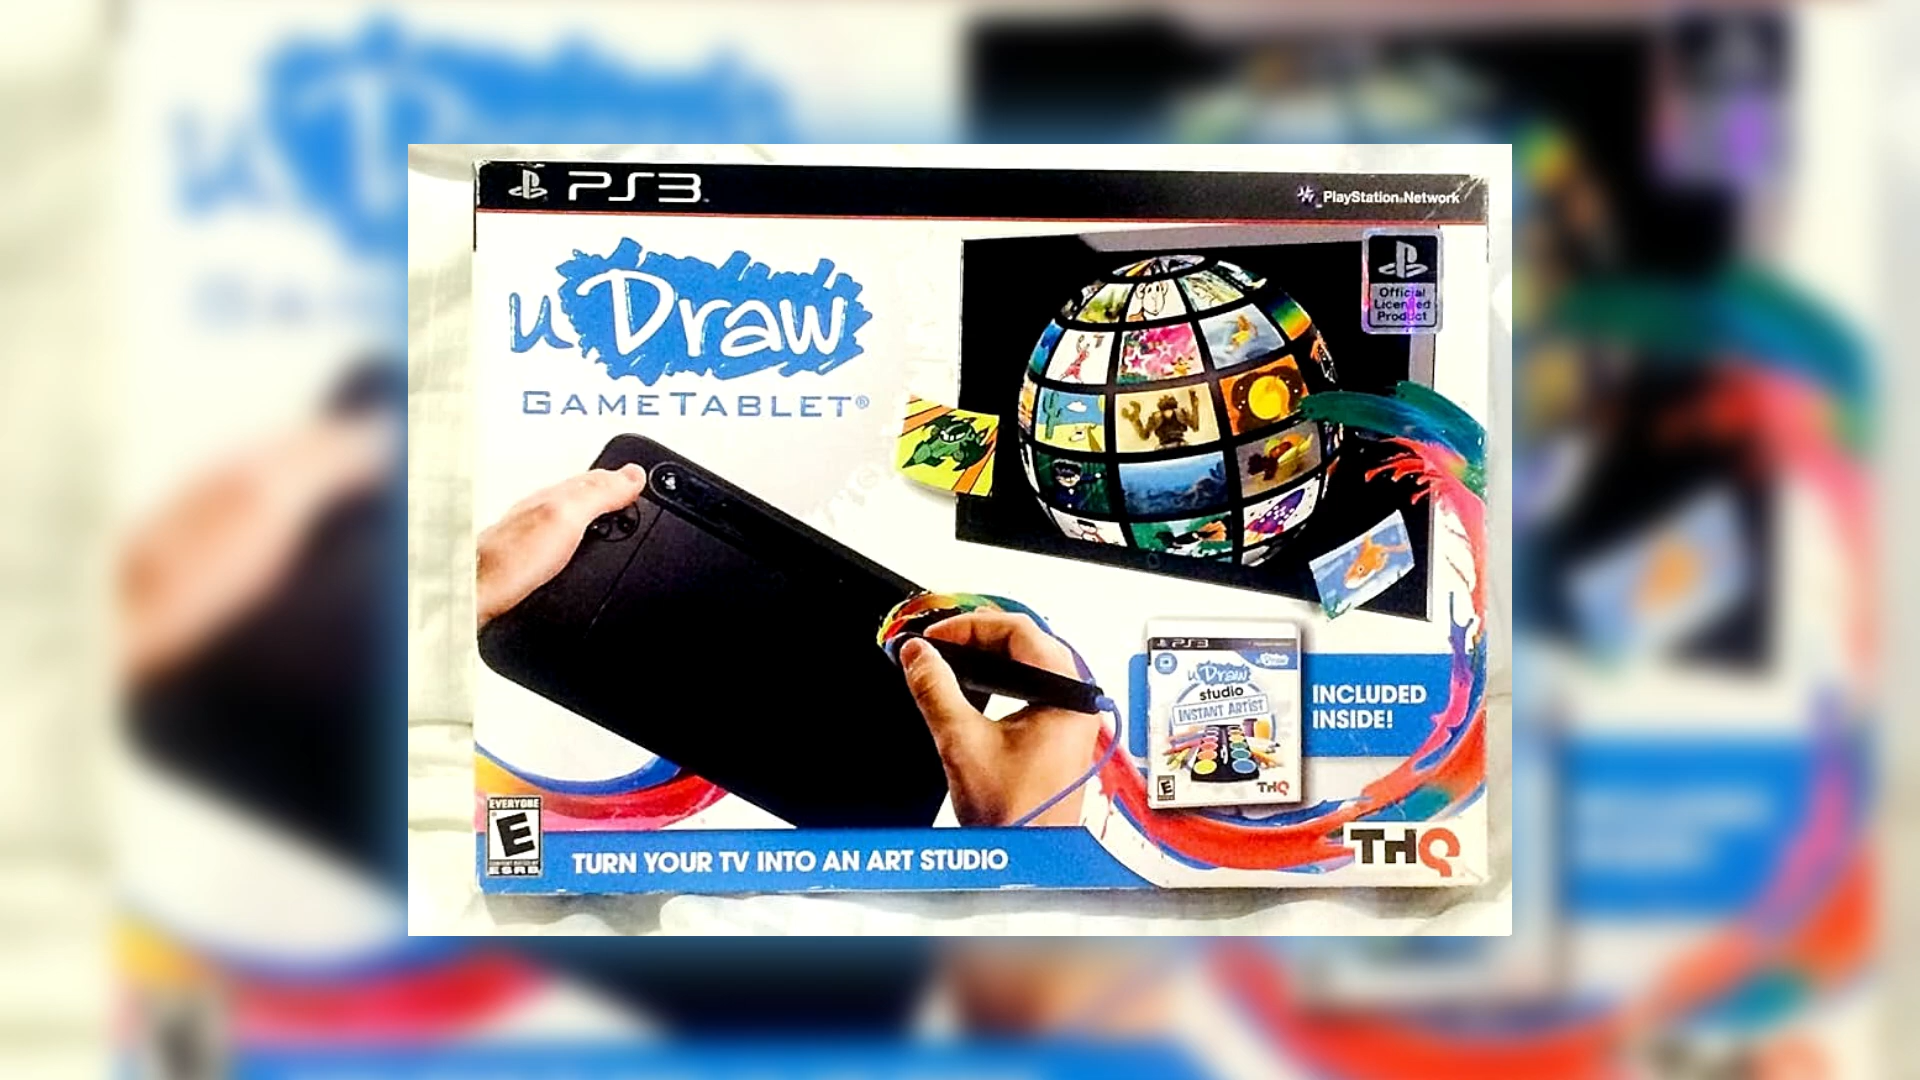 PS3
PlayStation®Network
uDraw
GAMETABLET®
Official
Licensed
Product
PS3
uDraw
uDraw
studio
INSTANT ARTIST
INCLUDED
INSIDE!
E
THQ
EVERYONE
E
ESRB
TURN YOUR TV INTO AN ART STUDIO
THQ